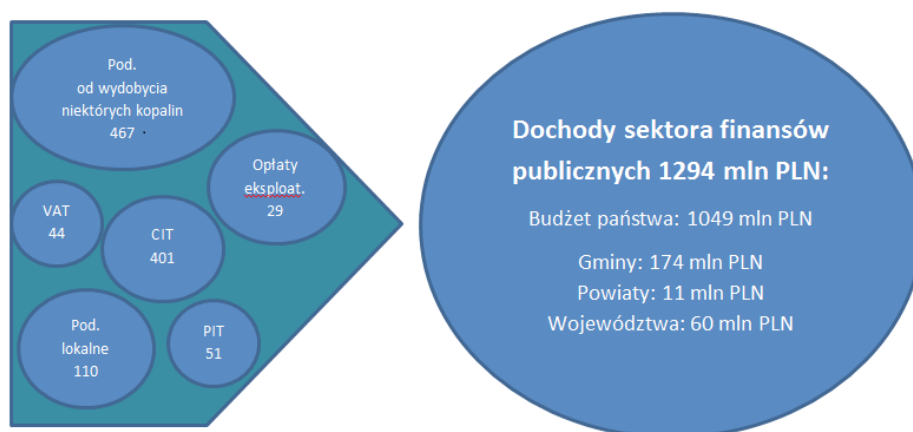 Pod.
od wydobycia
niektórych kopalin
467
Opłaty
eksploat.
29
VAT
44
CIT
401
Pod.
lokalne
110
PIT
51
Dochody sektora finansów
publicznych 1294 mln PLN:
Budżet państwa: 1049 mln PLN
Gminy: 174 mln PLN
Powiaty: 11 mln PLN
Województwa: 60 mln PLN